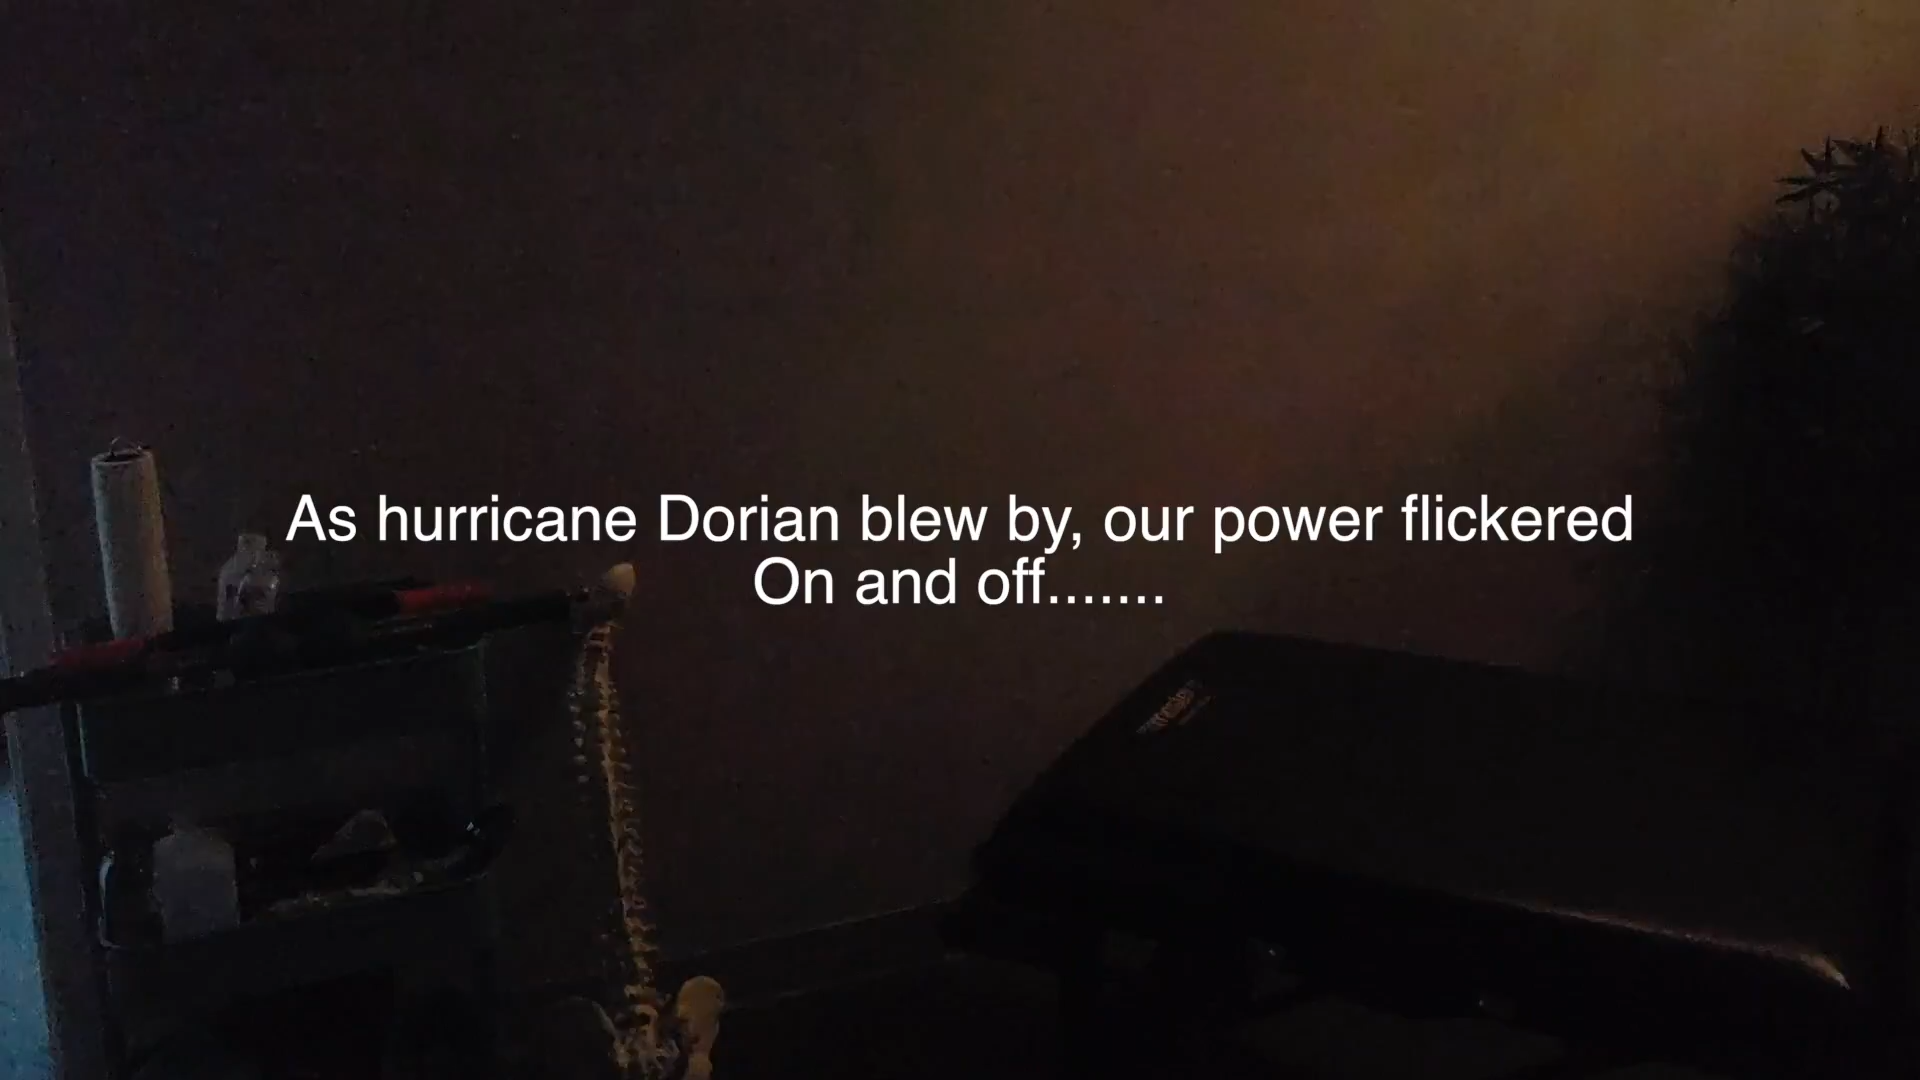 As hurricane Dorian blew by, our power flickered
On and off.......